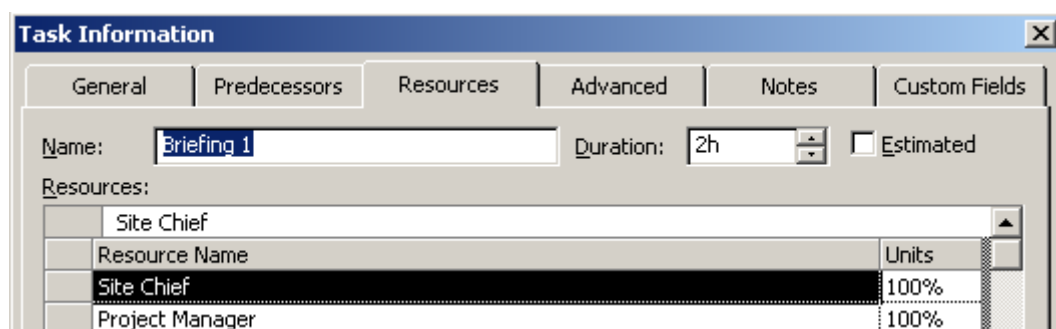 Task Information
General Predecessors Resources Advanced Notes Custom Fields
Name: Briefing 1 Duration: 2h Estimated
Resources:
Site Chief
Resource Name Units
Site Chief 100%
Project Manager 100%